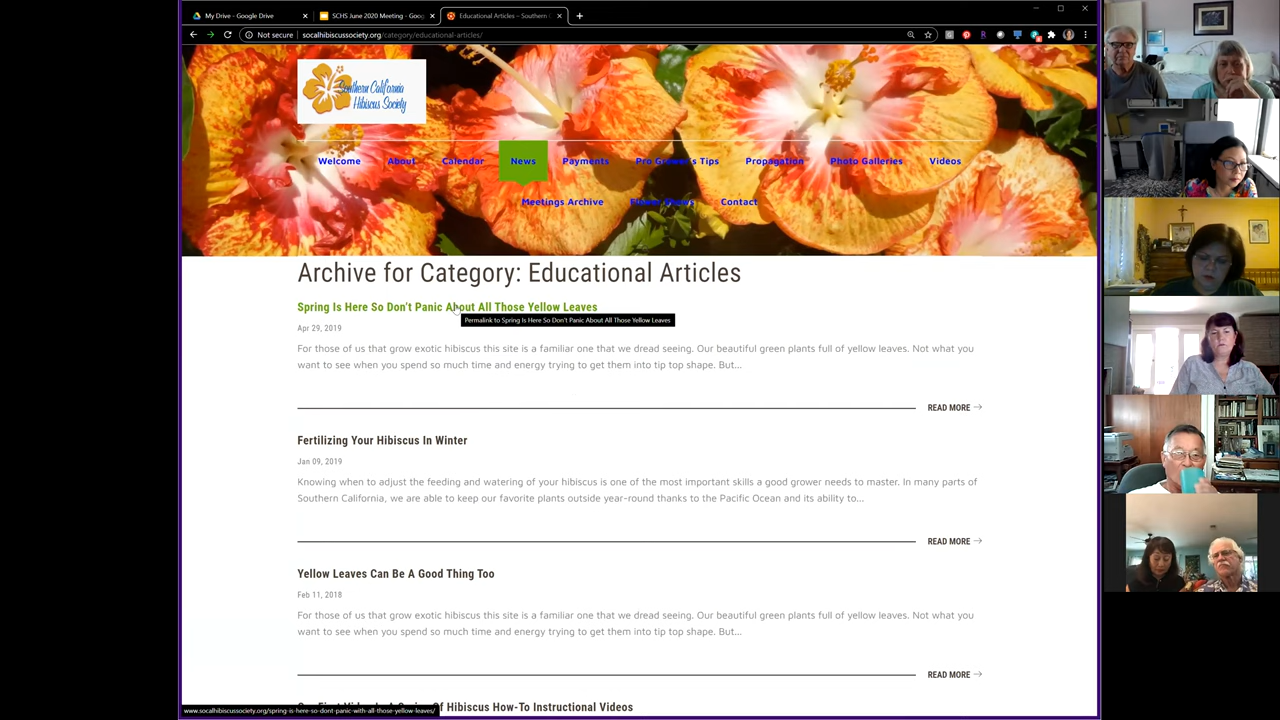 My Drive - Google Drive
SCHS June 2020 Meeting - Goog
Educational Articles – Southern
Not secure
socalhibiscussociety.org/category/educational-articles/
Southern California
Hibiscus Society
Welcome
About
Calendar
News
Payments
Pro Grower's Tips
Propagation
Photo Galleries
Videos
Meetings Archive
Flower Shows
Contact
Archive for Category: Educational Articles
Spring Is Here So Don't Panic About All Those Yellow Leaves
Permalink to Spring Is Here So Don't Panic About All Those Yellow Leaves
Apr 29, 2019
For those of us that grow exotic hibiscus this site is a familiar one that we dread seeing. Our beautiful green plants full of yellow leaves. Not what you
want to see when you spend so much time and energy trying to get them into tip top shape. But...
READ MORE
Fertilizing Your Hibiscus In Winter
Jan 09, 2019
Knowing when to adjust the feeding and watering of your hibiscus is one of the most important skills a good grower needs to master. In many parts of
Southern California, we are able to keep our favorite plants outside year-round thanks to the Pacific Ocean and its ability to...
READ MORE
Yellow Leaves Can Be A Good Thing Too
Feb 11, 2018
For those of us that grow exotic hibiscus this site is a familiar one that we dread seeing. Our beautiful green plants full of yellow leaves. Not what you
want to see when you spend so much time and energy trying to get them into tip top shape. But...
READ MORE
Of Hibiscus How-To Instructional Videos
www.socalhibiscussociety.org/spring-is-here-so-dont-panic-with-all-those-yellow-leaves/